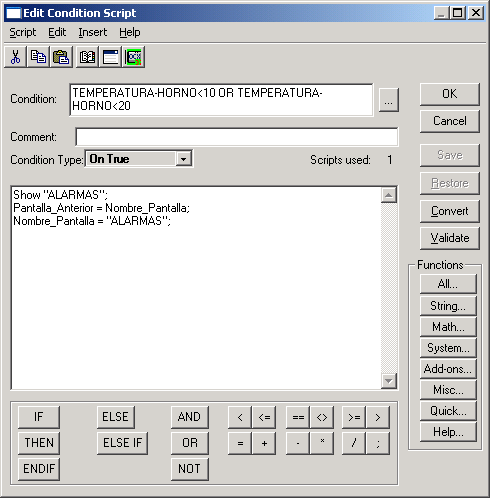 Edit Condition Script
Script Edit Insert Help
Condition:
TEMPERATURA-HORNO<10 OR TEMPERATURA-
HORNO<20
...
OK
Cancel
Comment:
Condition Type: On True
Scripts used: 1
Save
Restore
Convert
Validate
Show "ALARMAS";
Pantalla_Anterior = Nombre_Pantalla;
Nombre_Pantalla = "ALARMAS";
Functions
All...
String...
Math...
System...
Add-ons...
Misc...
Quick...
Help...
IF ELSE AND < <= == <> >= >
THEN ELSE IF OR = + - * / ;
ENDIF NOT